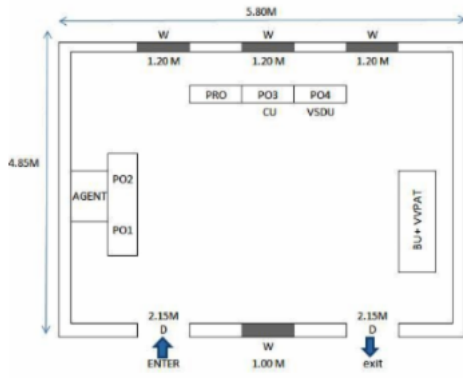 5.80M
W W W
1.20 M 1.20 M 1.20 M
PRO PO3 PO4
CU VSDU
4.85M
PO2
AGENT
PO1
BU+ VVPAT
2.15M 2.15M
D W D
ENTER 1.00 M exit